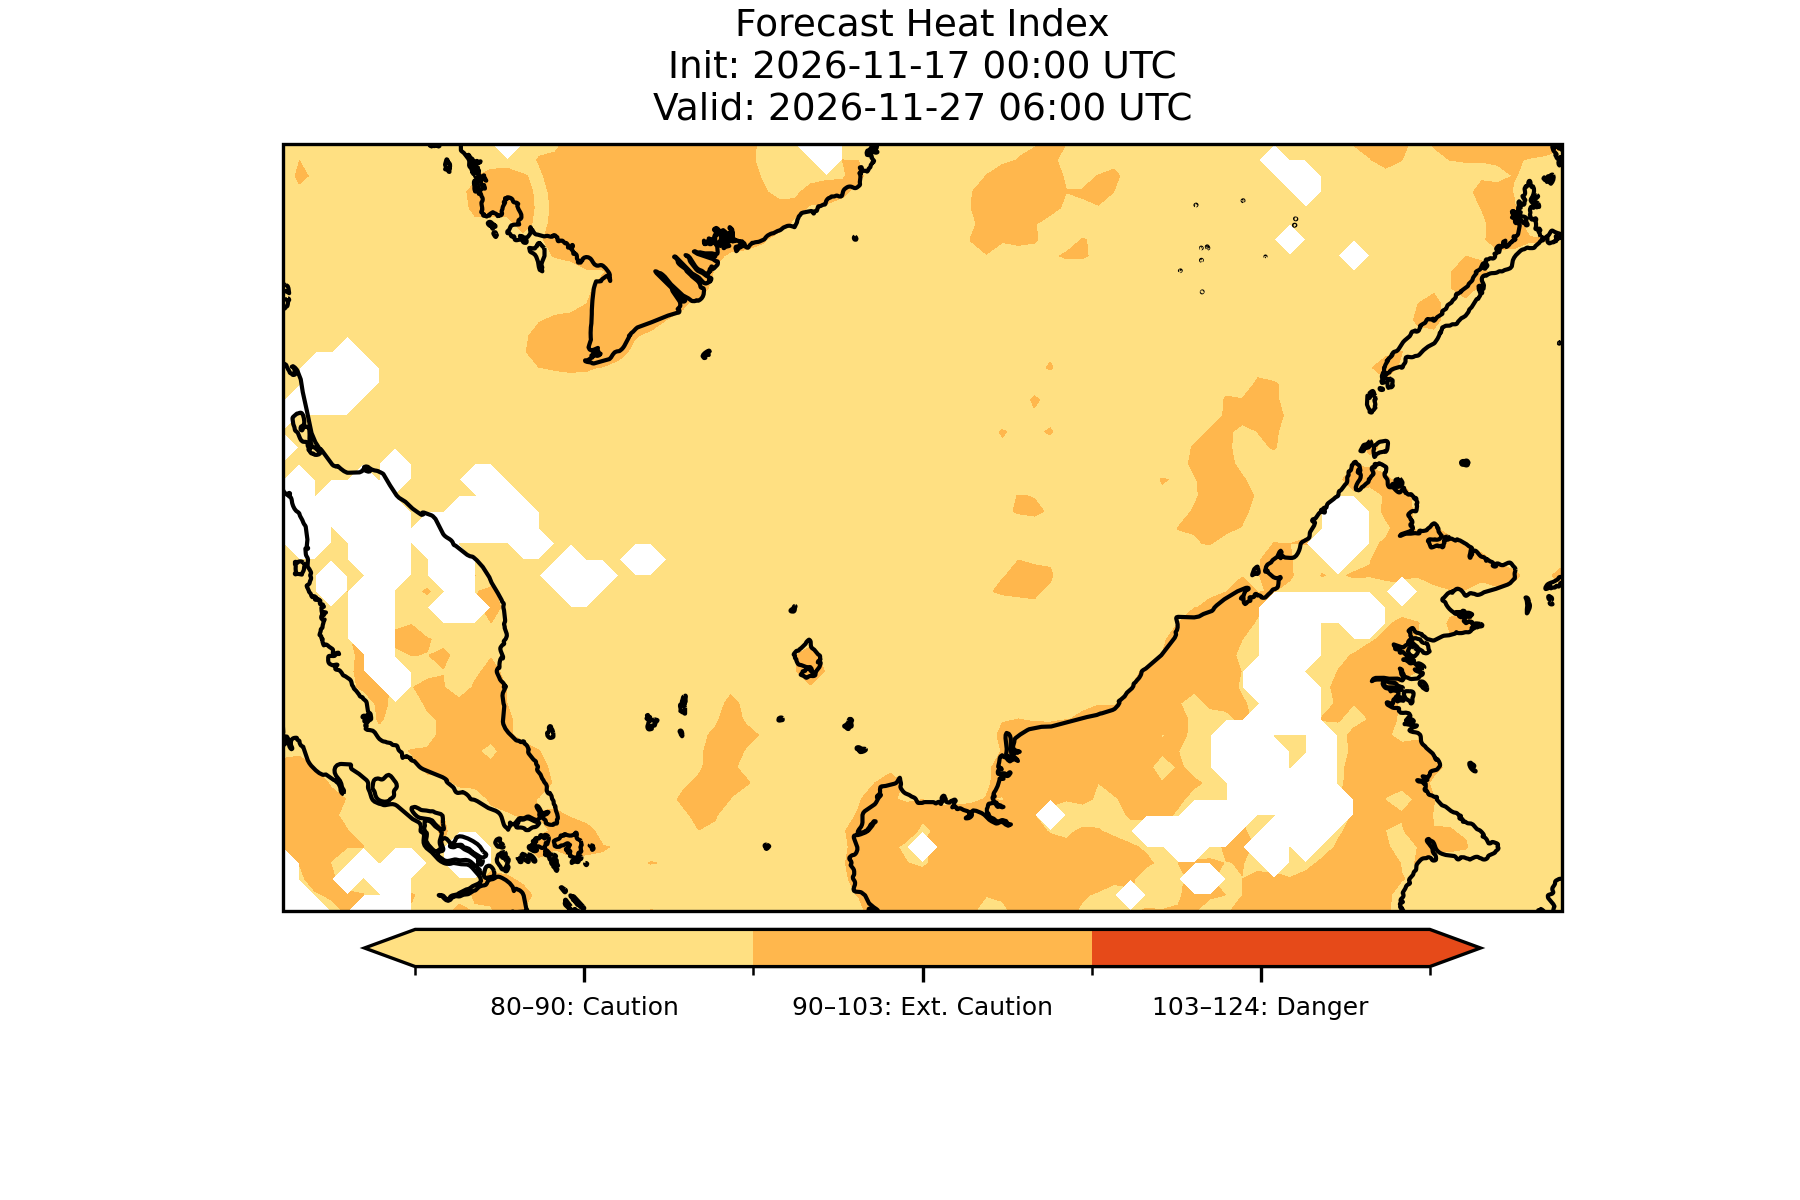 Forecast Heat Index
Init: 2026-11-17 00:00 UTC
Valid: 2026-11-27 06:00 UTC
80–90: Caution
90–103: Ext. Caution
103–124: Danger